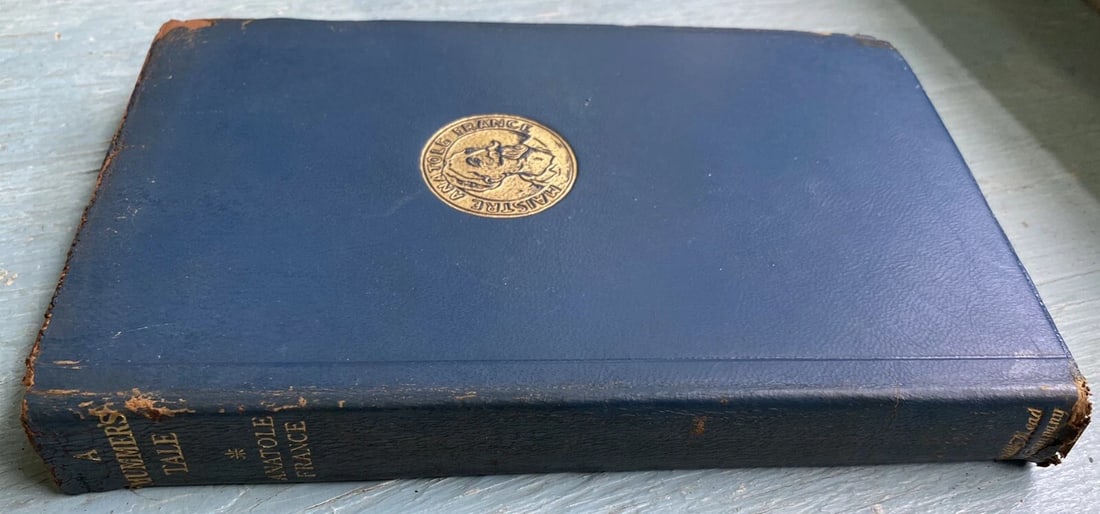 MAISTRE ANATOLE FRANCE
A
MUMMER'S
TALE
ANATOLE
FRANCE